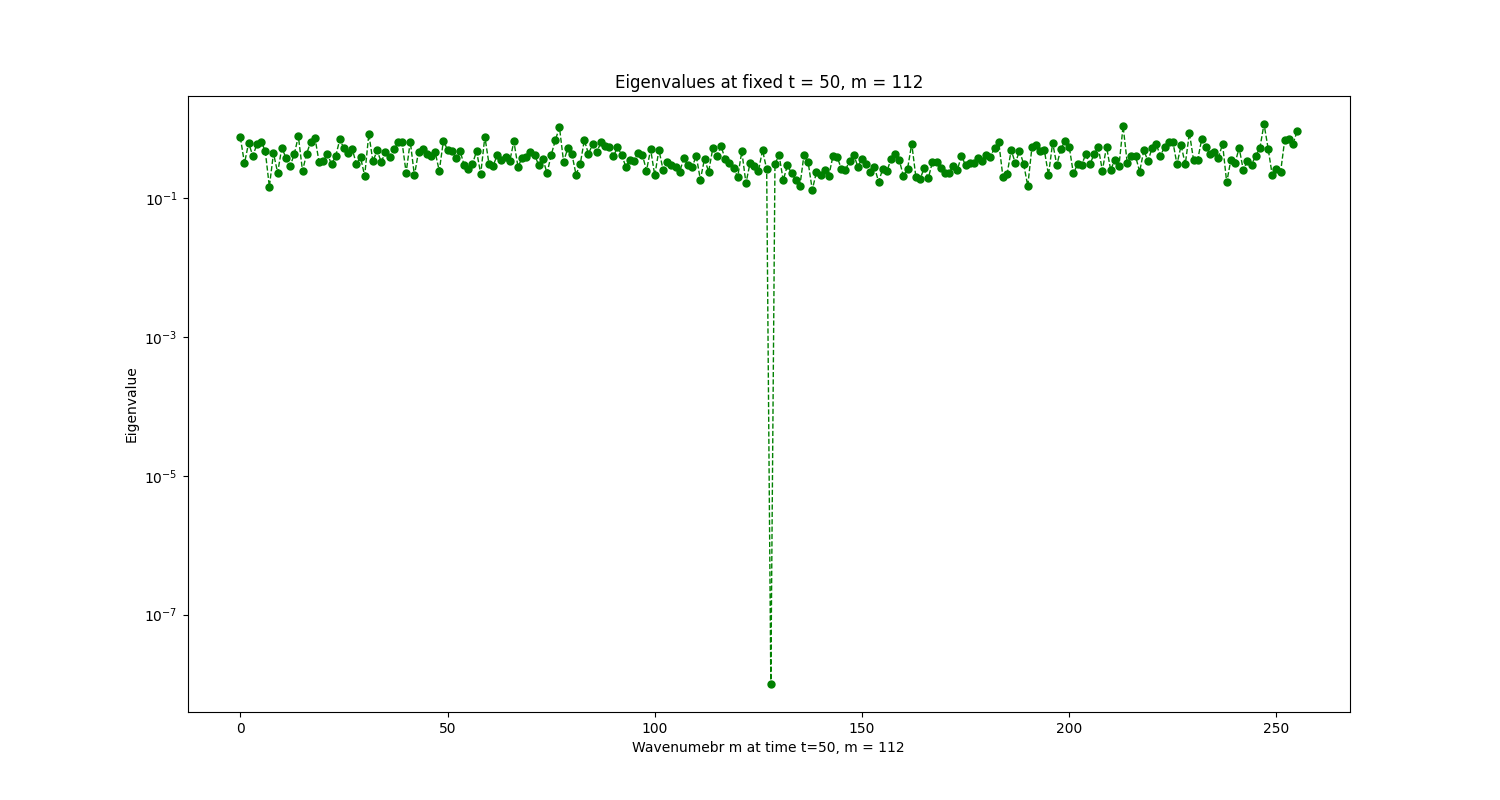 Eigenvalues at fixed t = 50, m = 112
10⁻¹
10⁻³
10⁻⁵
10⁻⁷
Eigenvalue
0 50 100 150 200 250
Wavenumebr m at time t=50, m = 112